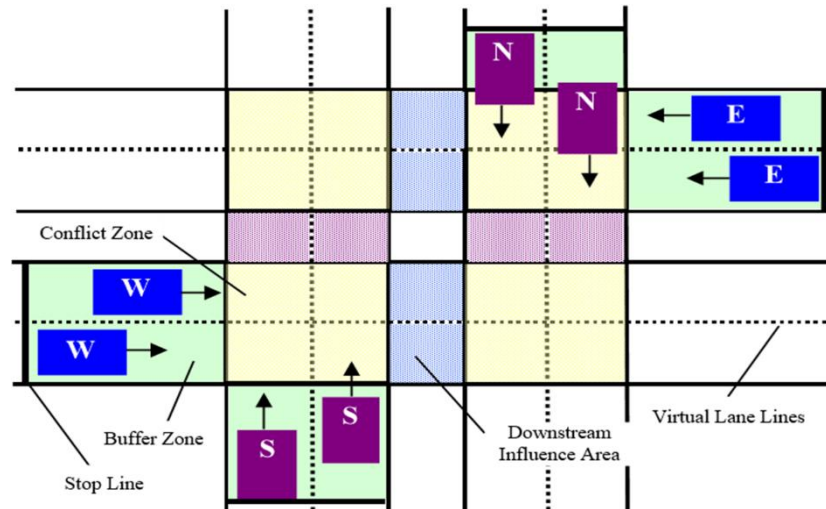 N
N
E
E
Conflict Zone
W
W
S
S
Buffer Zone
Stop Line
Downstream
Influence Area
Virtual Lane Lines